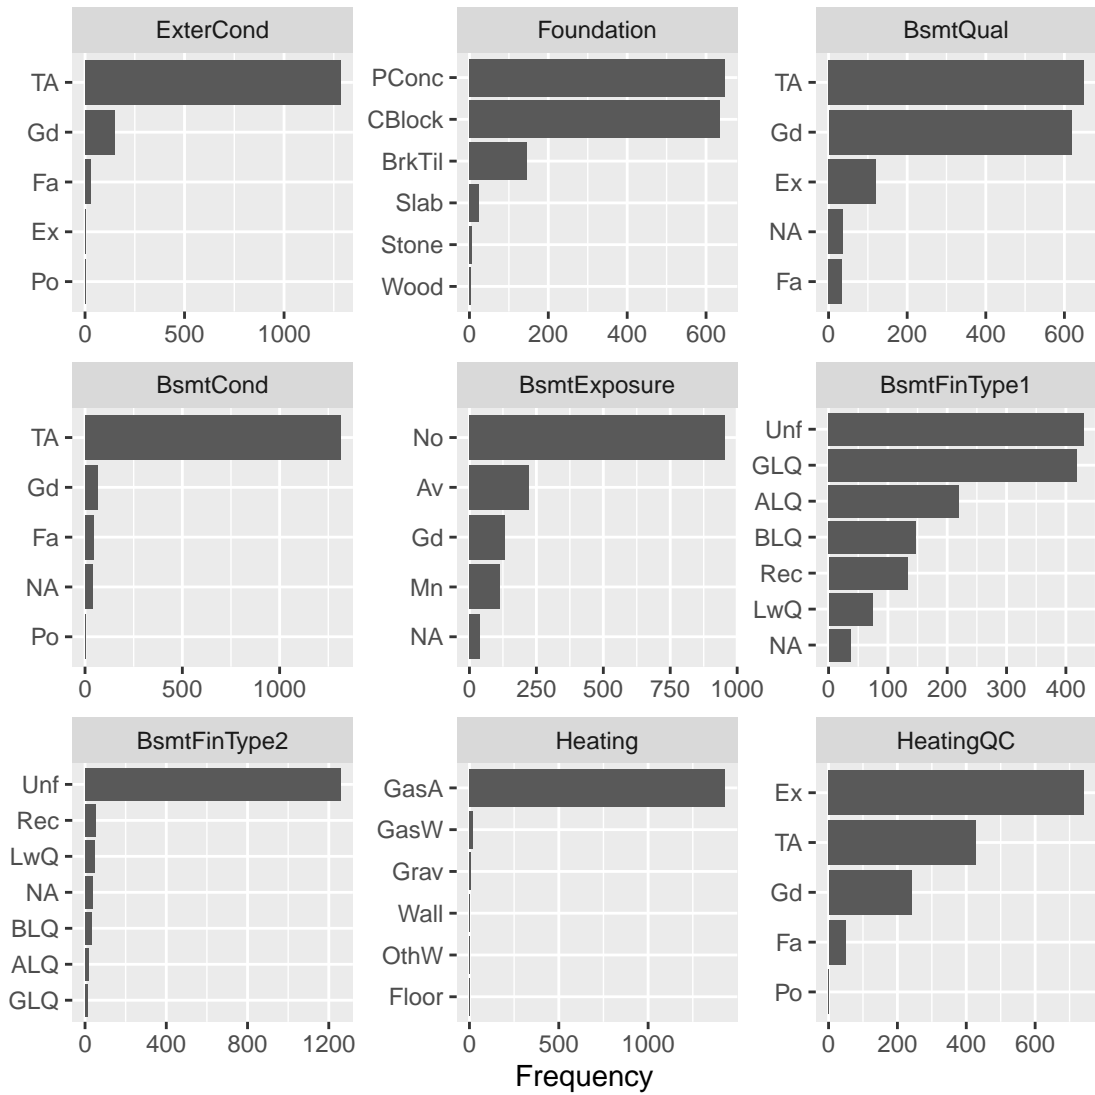 ExterCond
TA
Gd
Fa
Ex
Po
0 500 1000
Foundation
PConc
CBlock
BrkTil
Slab
Stone
Wood
0 200 400 600
BsmtQual
TA
Gd
Ex
NA
Fa
0 200 400 600
BsmtCond
TA
Gd
Fa
NA
Po
0 500 1000
BsmtExposure
No
Av
Gd
Mn
NA
0 250 500 750 1000
BsmtFinType1
Unf
GLQ
ALQ
BLQ
Rec
LwQ
NA
0 100 200 300 400
BsmtFinType2
Unf
Rec
LwQ
NA
BLQ
ALQ
GLQ
0 400 800 1200
Heating
GasA
GasW
Grav
Wall
OthW
Floor
0 500 1000
HeatingQC
Ex
TA
Gd
Fa
Po
0 200 400 600
Frequency